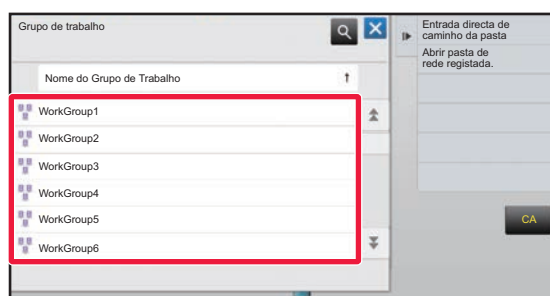 Grupo de trabalho
Nome do Grupo de Trabalho
WorkGroup1
WorkGroup2
WorkGroup3
WorkGroup4
WorkGroup5
WorkGroup6
Entrada directa de
caminho da pasta
Abrir pasta de
rede registada.
CA